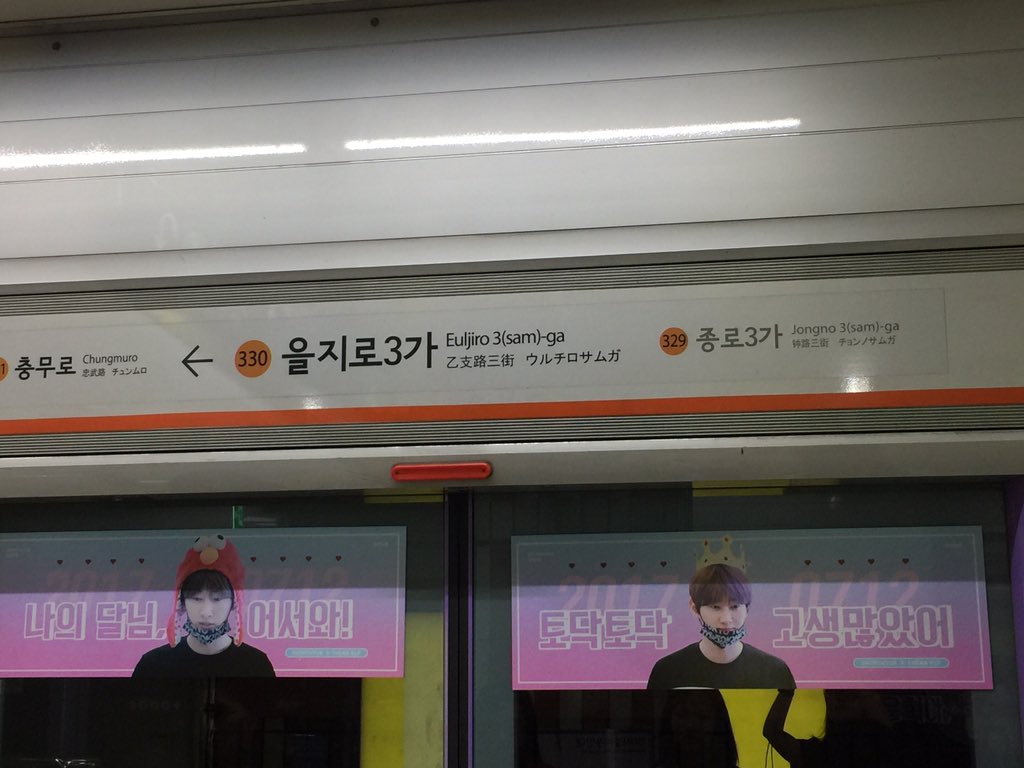 1 충무로 Chungmuro
忠武路 チュンムロ
←
330 을지로3가 Euljiro 3(sam)-ga
乙支路三街 ウルチロサムガ
329 종로3가 Jongno 3(sam)-ga
钟路三街 チョンノサムガ
2017 0712
나의 달님, 어서와!
2017 0712
토닥토닥 고생많았어